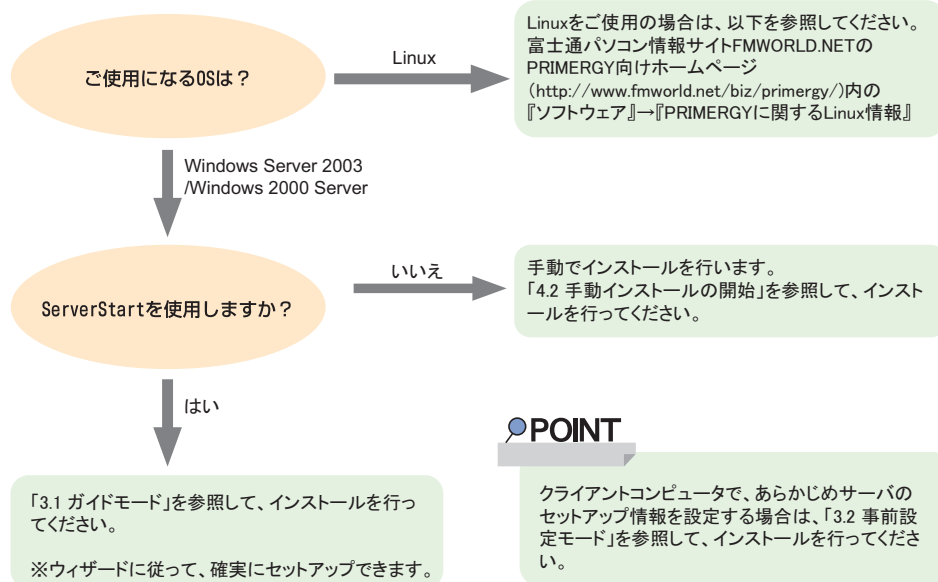 ご使用になるOSは？
Linux
Linuxをご使用の場合は、以下を参照してください。
富士通パソコン情報サイトFMWORLD.NETの
PRIMERGY向けホームページ
(http://www.fmworld.net/biz/primergy/)内の
『ソフトウェア』→『PRIMERGYに関するLinux情報』
Windows Server 2003
/Windows 2000 Server
ServerStartを使用しますか？
いいえ
手動でインストールを行います。
「4.2 手動インストールの開始」を参照して、インスト
ールを行ってください。
はい
「3.1 ガイドモード」を参照して、インストールを行っ
てください。
※ウィザードに従って、確実にセットアップできます。
POINT
クライアントコンピュータで、あらかじめサーバの
セットアップ情報を設定する場合は、「3.2 事前設
定モード」を参照して、インストールを行ってくださ
い。